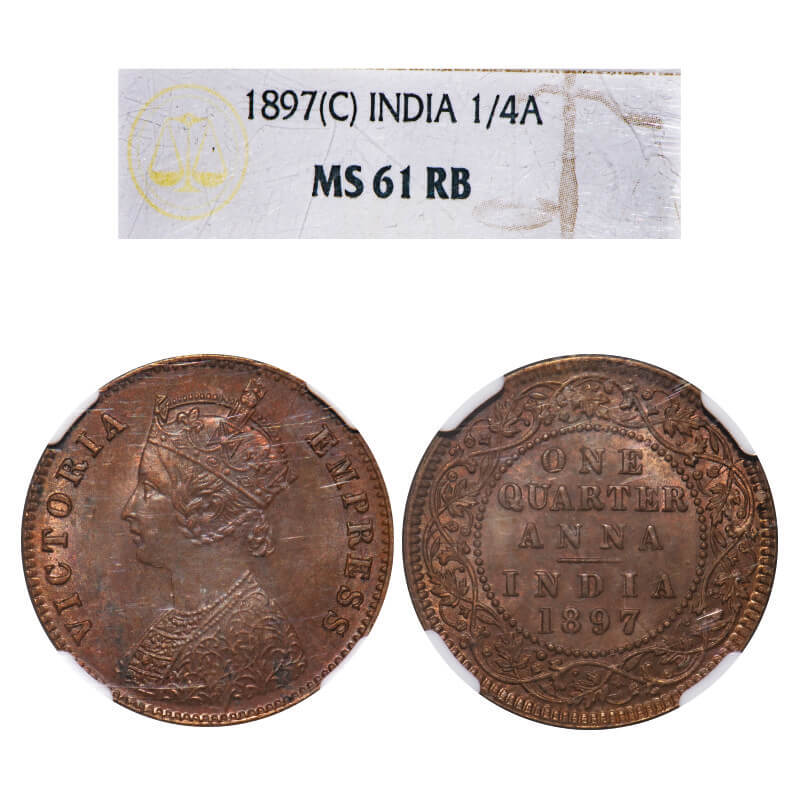 1897(C) INDIA 1/4A
MS 61 RB
VICTORIA EMPRESS
ONE
QUARTER
ANNA
INDIA
1897